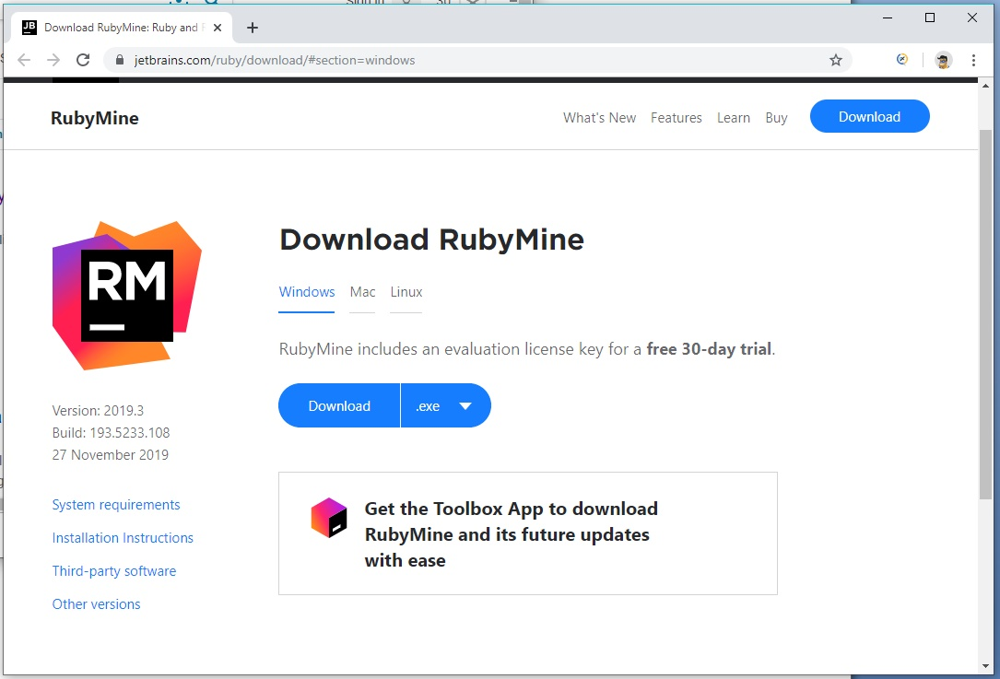 JB
Download RubyMine: Ruby and
jetbrains.com/ruby/download/#section=windows
RubyMine
What's New
Features
Learn
Buy
Download
RM
Download RubyMine
Windows
Mac
Linux
RubyMine includes an evaluation license key for a free 30-day trial.
Download
.exe
Version: 2019.3
Build: 193.5233.108
27 November 2019
System requirements
Installation Instructions
Third-party software
Other versions
Get the Toolbox App to download
RubyMine and its future updates
with ease